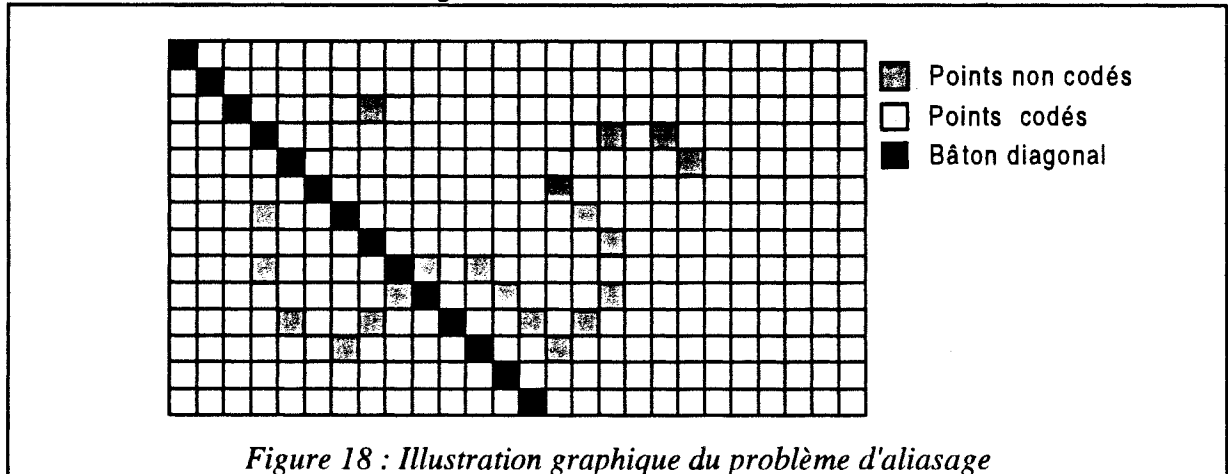 Points non codés
Points codés
Bâton diagonal
Figure 18 : Illustration graphique du problème d'aliasage